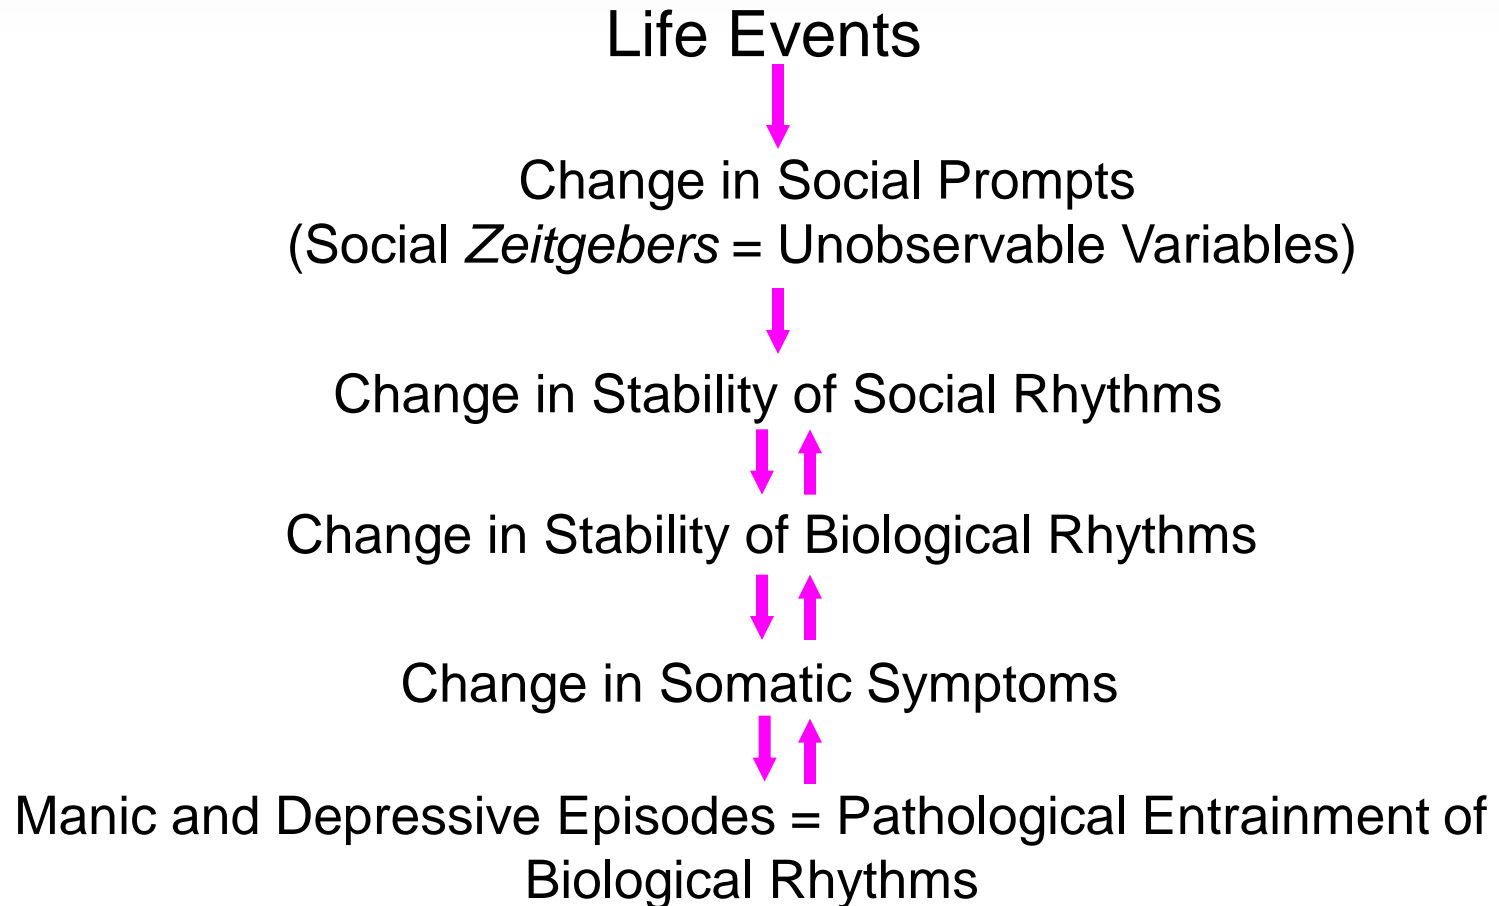 Life Events
Change in Social Prompts
(Social Zeitgebers = Unobservable Variables)
Change in Stability of Social Rhythms
Change in Stability of Biological Rhythms
Change in Somatic Symptoms
Manic and Depressive Episodes = Pathological Entrainment of
Biological Rhythms